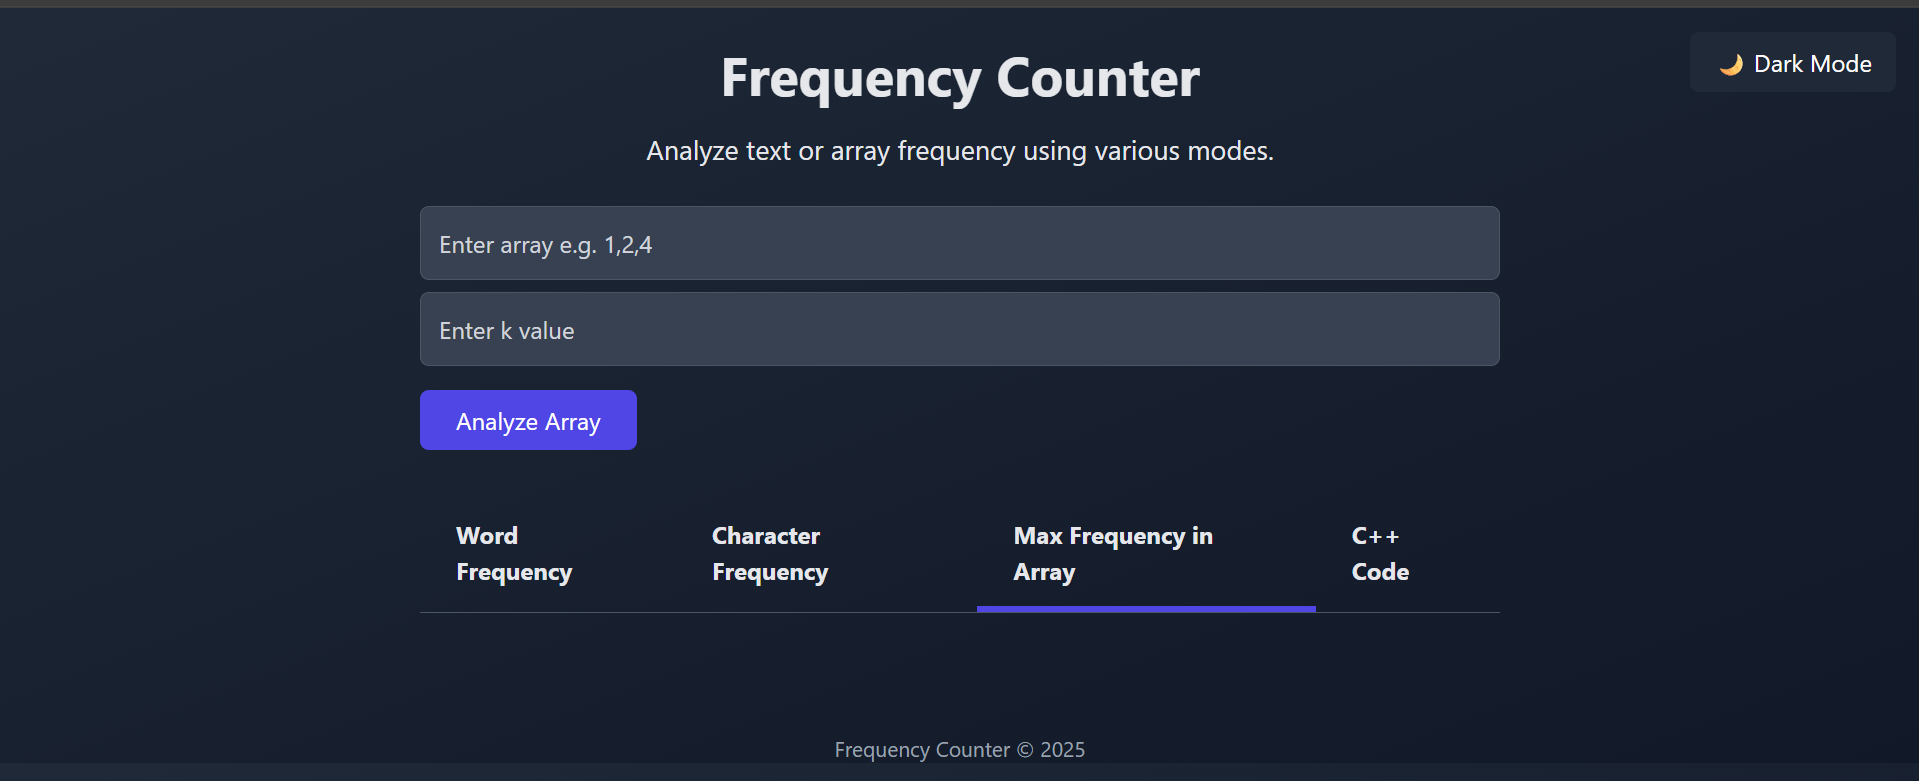 Frequency Counter
🌙 Dark Mode
Analyze text or array frequency using various modes.
Enter array e.g. 1,2,4
Enter k value
Analyze Array
Word
Frequency
Character
Frequency
Max Frequency in
Array
C++
Code
Frequency Counter © 2025